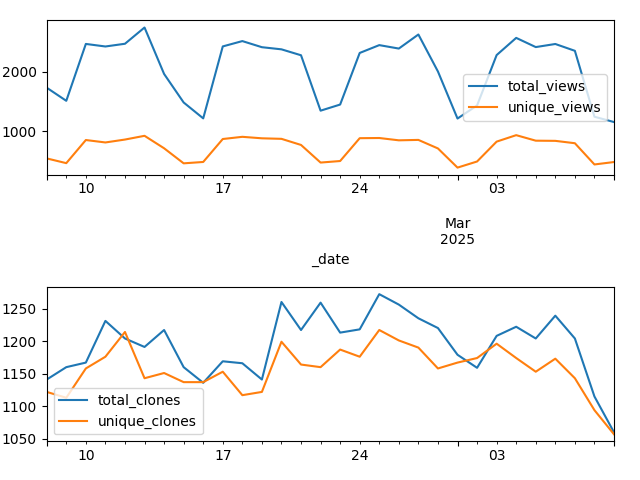 2000
1000
total_views
unique_views
10
17
24
03
Mar
2025
_date
1250
1200
1150
1100
1050
total_clones
unique_clones
10
17
24
03